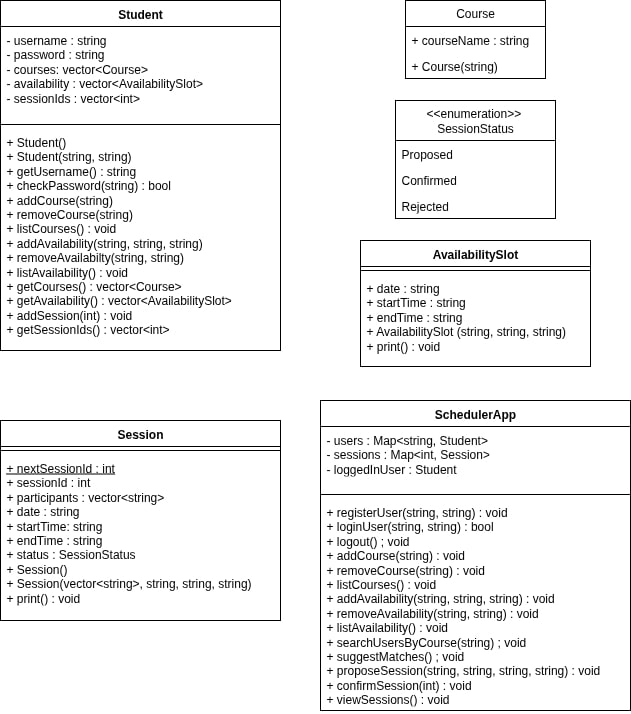 Student
- username : string
- password : string
- courses: vector<Course>
- availability : vector<AvailabilitySlot>
- sessionIds : vector<int>
+ Student()
+ Student(string, string)
+ getUsername() : string
+ checkPassword(string) : bool
+ addCourse(string)
+ removeCourse(string)
+ listCourses() : void
+ addAvailability(string, string, string)
+ removeAvailabilty(string, string)
+ listAvailability() : void
+ getCourses() : vector<Course>
+ getAvailability() : vector<AvailabilitySlot>
+ addSession(int) : void
+ getSessionIds() : vector<int>
Course
+ courseName : string
+ Course(string)
<<enumeration>>
SessionStatus
Proposed
Confirmed
Rejected
AvailabilitySlot
+ date : string
+ startTime : string
+ endTime : string
+ AvailabilitySlot (string, string, string)
+ print() : void
Session
+ nextSessionId : int
+ sessionId : int
+ participants : vector<string>
+ date : string
+ startTime: string
+ endTime : string
+ status : SessionStatus
+ Session()
+ Session(vector<string>, string, string, string)
+ print() : void
SchedulerApp
- users : Map<string, Student>
- sessions : Map<int, Session>
- loggedInUser : Student
+ registerUser(string, string) : void
+ loginUser(string, string) : bool
+ logout() ; void
+ addCourse(string) : void
+ removeCourse(string) : void
+ listCourses() : void
+ addAvailability(string, string, string) : void
+ removeAvailability(string, string) : void
+ listAvailability() : void
+ searchUsersByCourse(string) ; void
+ suggestMatches() ; void
+ proposeSession(string, string, string, string) : void
+ confirmSession(int) : void
+ viewSessions() : void